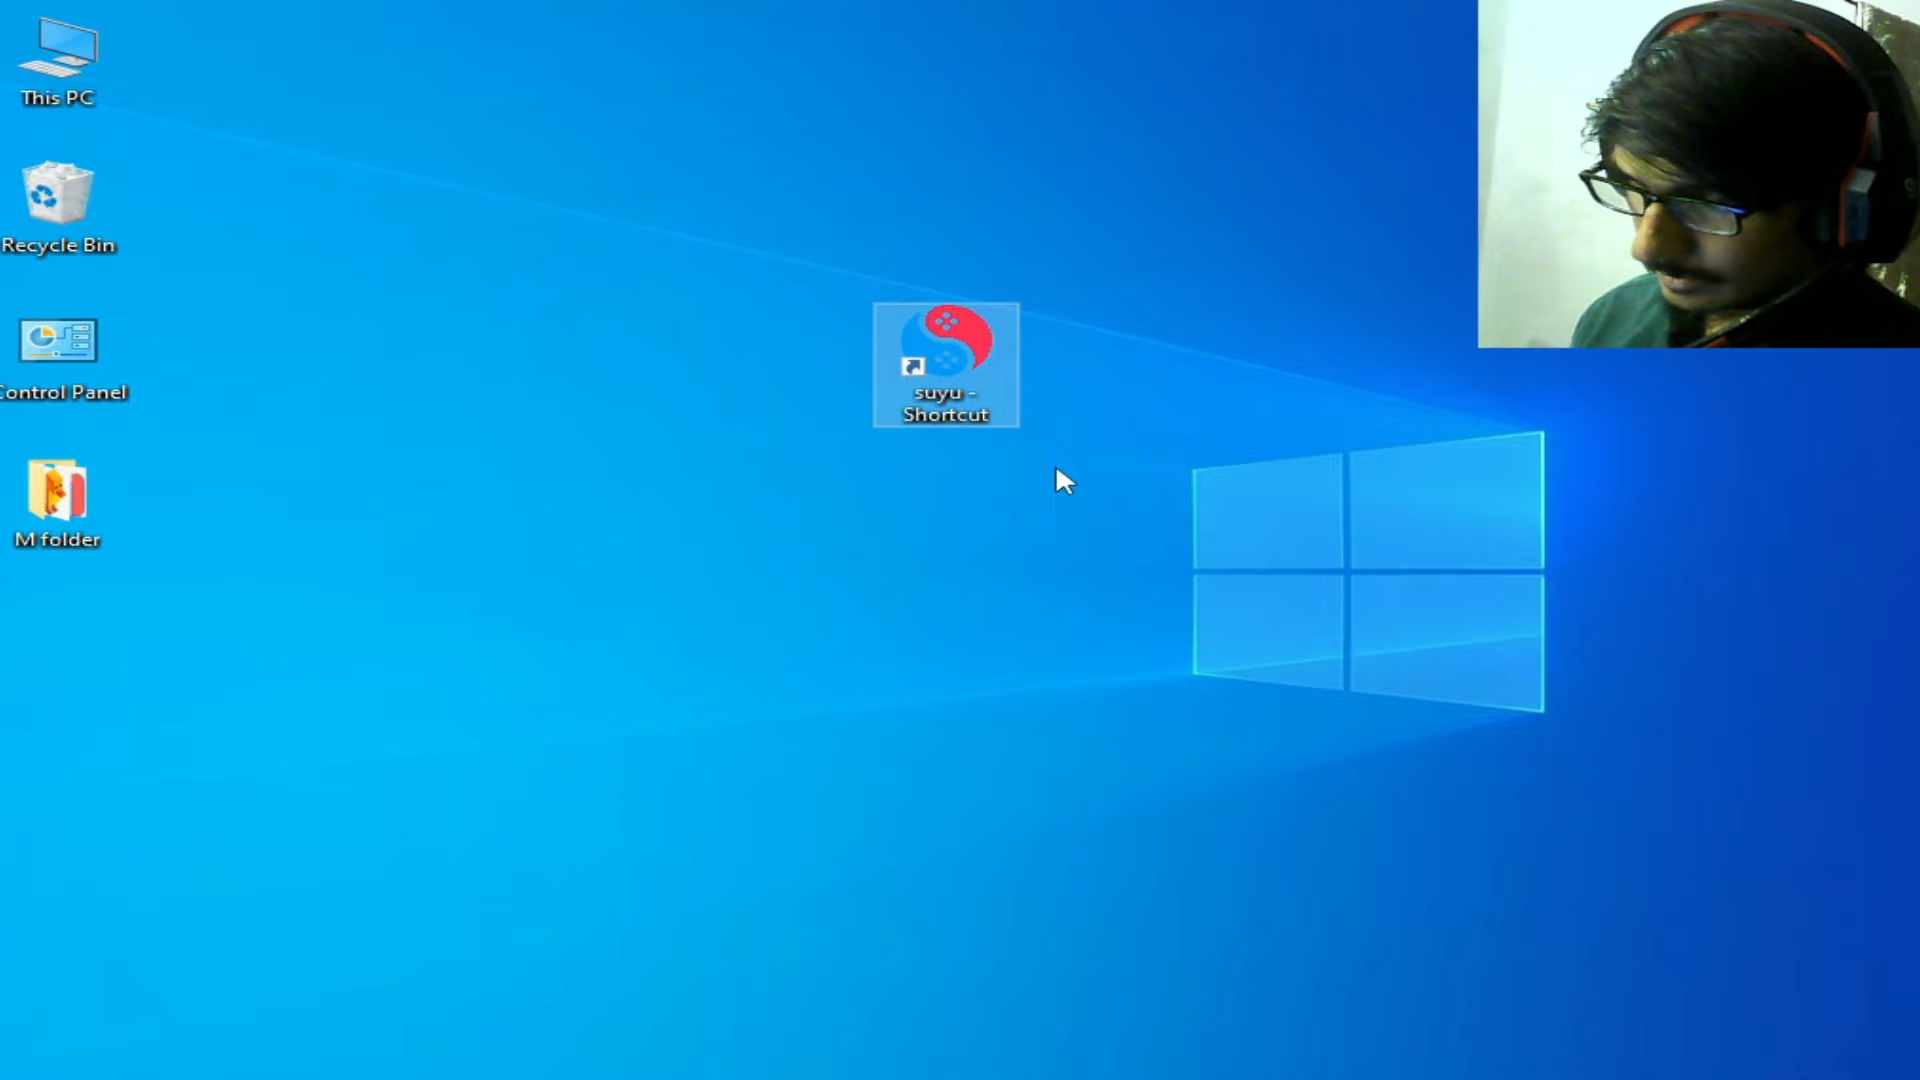 This PC
Recycle Bin
Control Panel
M folder
suyu -
Shortcut